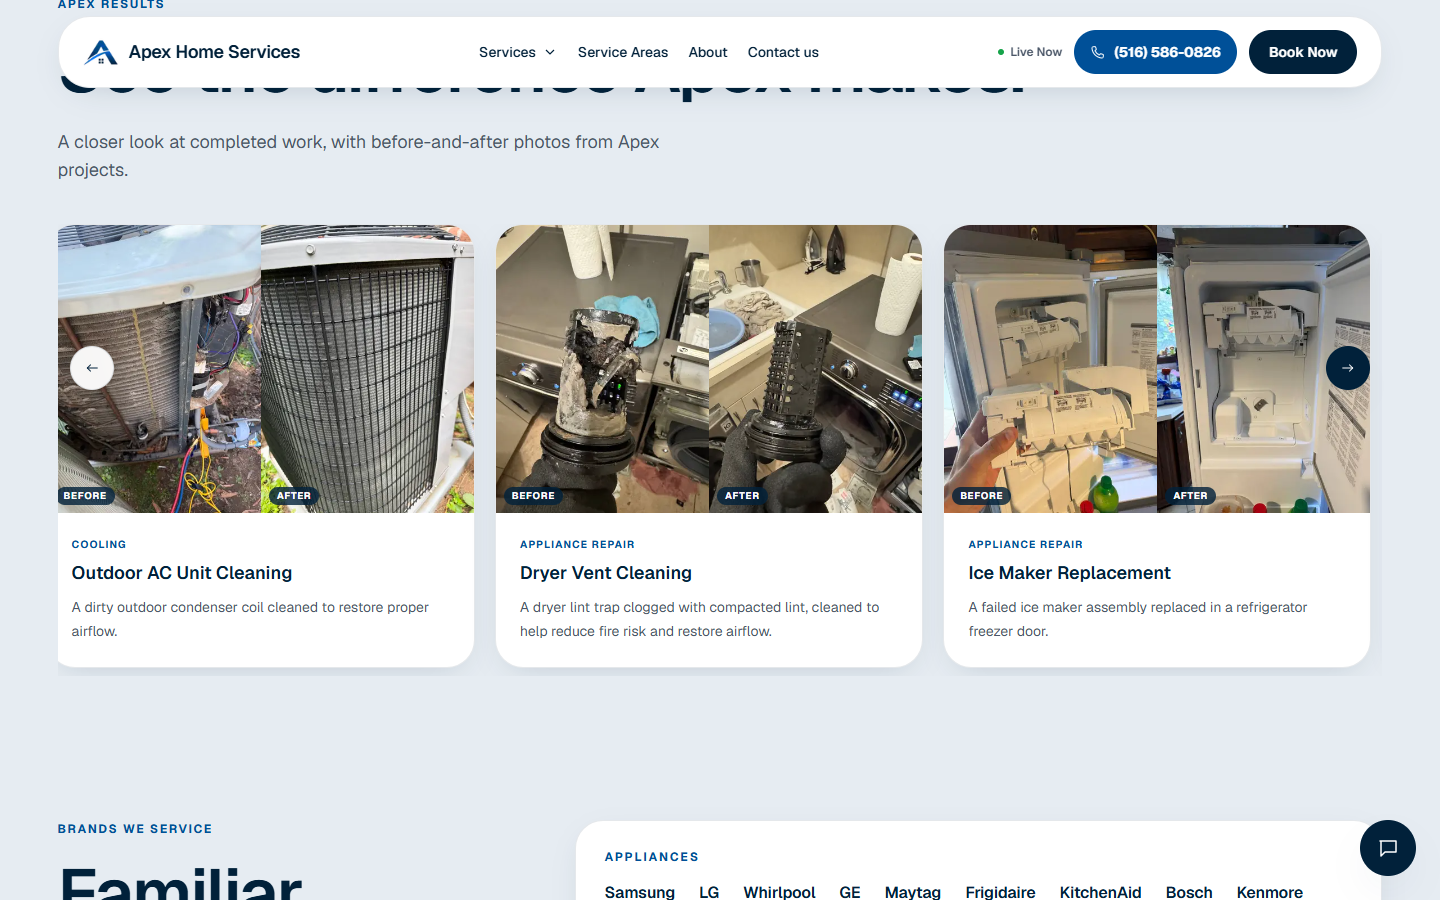 APEX RESULTS
Apex Home Services
Services
Service Areas
About
Contact us
Live Now
(516) 586-0826
Book Now
See the difference Apex makes.
A closer look at completed work, with before-and-after photos from Apex
projects.
BEFORE
AFTER
BEFORE
AFTER
BEFORE
AFTER
COOLING
Outdoor AC Unit Cleaning
A dirty outdoor condenser coil cleaned to restore proper
airflow.
APPLIANCE REPAIR
Dryer Vent Cleaning
A dryer lint trap clogged with compacted lint, cleaned to
help reduce fire risk and restore airflow.
APPLIANCE REPAIR
Ice Maker Replacement
A failed ice maker assembly replaced in a refrigerator
freezer door.
BRANDS WE SERVICE
Familiar
APPLIANCES
Samsung LG Whirlpool GE Maytag Frigidaire KitchenAid Bosch Kenmore